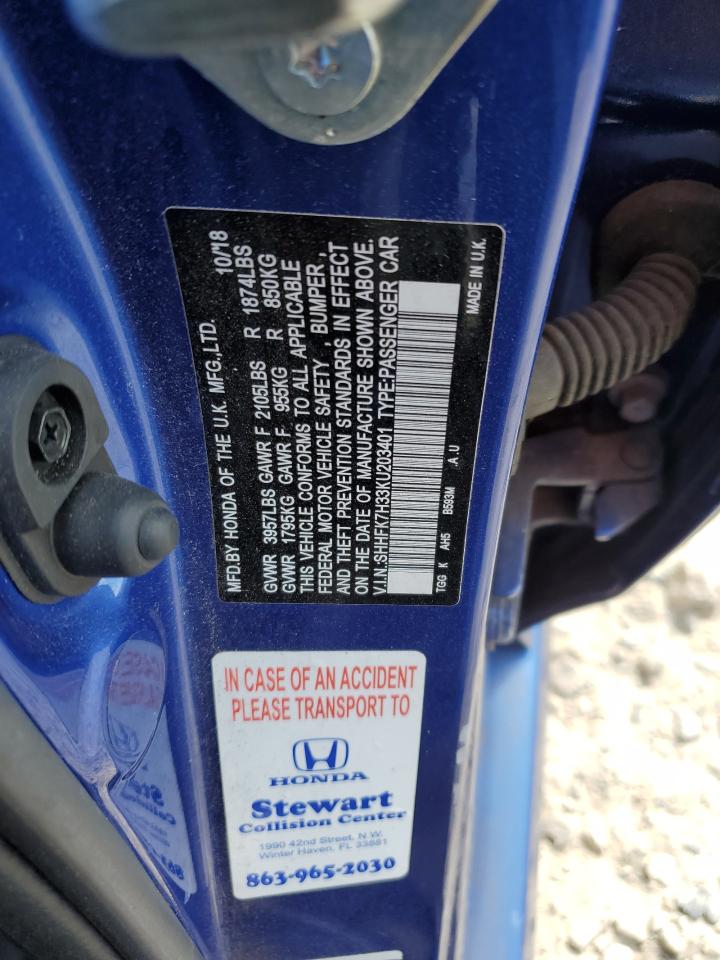 MFD.BY HONDA OF THE U.K. MFG.,LTD. 10/18
GVWR 3957LBS GAWR F 2105LBS R 1874LBS
GVWR 1795KG GAWR F 955KG R 850KG
THIS VEHICLE CONFORMS TO ALL APPLICABLE
FEDERAL MOTOR VEHICLE SAFETY , BUMPER ,
AND THEFT PREVENTION STANDARDS IN EFFECT
ON THE DATE OF MANUFACTURE SHOWN ABOVE.
V.I.N.:SHHFK7H33KU203401 TYPE:PASSENGER CAR
TGG K AH5 B593M .A .U MADE IN U.K.
IN CASE OF AN ACCIDENT
PLEASE TRANSPORT TO
HONDA
Stewart
Collision Center
1990 42nd Street, N.W.
Winter Haven, FL 33881
863-965-2030